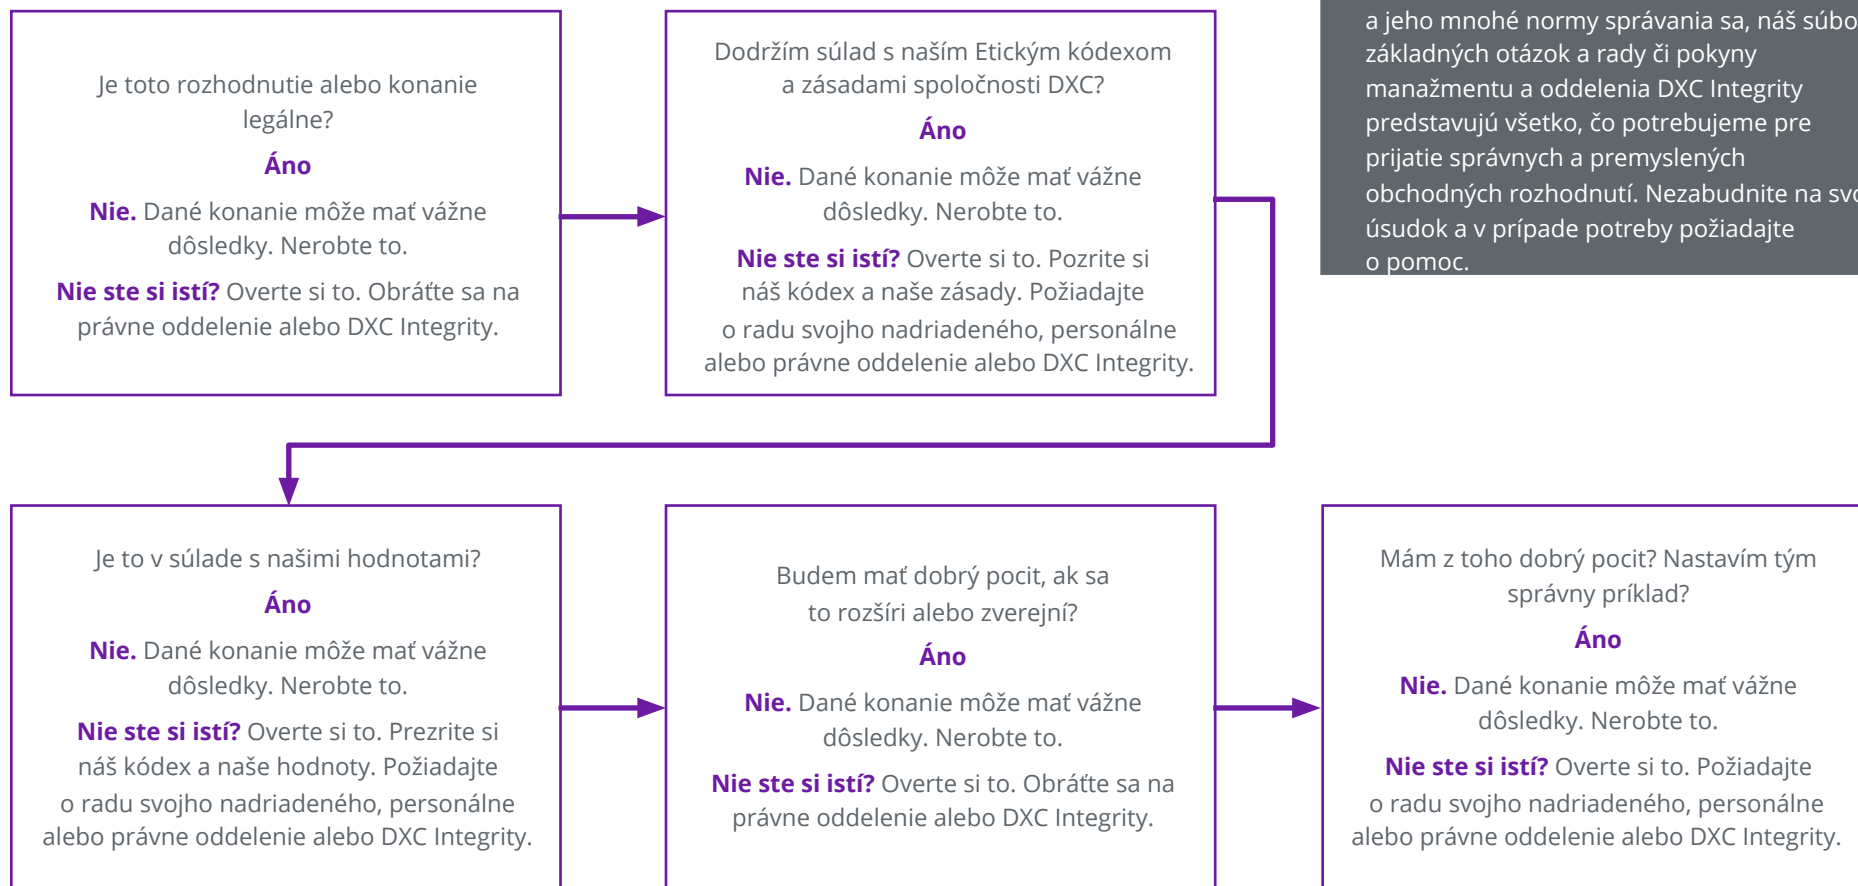 Je toto rozhodnutie alebo konanie
legálne?
Áno
Nie. Dané konanie môže mať vážne
dôsledky. Nerobte to.
Nie ste si istí? Overte si to. Obráťte sa na
právne oddelenie alebo DXC Integrity.
Dodržím súlad s naším Etickým kódexom
a zásadami spoločnosti DXC?
Áno
Nie. Dané konanie môže mať vážne
dôsledky. Nerobte to.
Nie ste si istí? Overte si to. Pozrite si
náš kódex a naše zásady. Požiadajte
o radu svojho nadriadeného, personálne
alebo právne oddelenie alebo DXC Integrity.
a jeho mnohé normy správania sa, náš
základných otázok a rady či pokyny
manažmentu a oddelenia DXC Integrity
predstavujú všetko, čo potrebujeme pre
prijatie správnych a premyslených
obchodných rozhodnutí. Nezabudnite na
úsudok a v prípade potreby požiadajte
o pomoc.
Je to v súlade s našimi hodnotami?
Áno
Nie. Dané konanie môže mať vážne
dôsledky. Nerobte to.
Nie ste si istí? Overte si to. Prezrite si
náš kódex a naše hodnoty. Požiadajte
o radu svojho nadriadeného, personálne
alebo právne oddelenie alebo DXC Integrity.
Budem mať dobrý pocit, ak sa
to rozšíri alebo zverejní?
Áno
Nie. Dané konanie môže mať vážne
dôsledky. Nerobte to.
Nie ste si istí? Overte si to. Obráťte sa na
právne oddelenie alebo DXC Integrity.
Mám z toho dobrý pocit? Nastavím tým
správny príklad?
Áno
Nie. Dané konanie môže mať vážne
dôsledky. Nerobte to.
Nie ste si istí? Overte si to. Požiadajte
o radu svojho nadriadeného, personálne
alebo právne oddelenie alebo DXC Integrity.